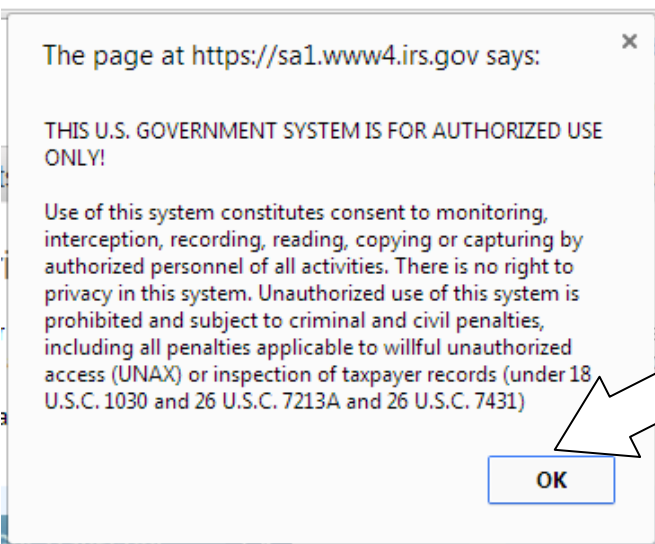 The page at https://sa1.www4.irs.gov says:
THIS U.S. GOVERNMENT SYSTEM IS FOR AUTHORIZED USE
ONLY!
Use of this system constitutes consent to monitoring,
interception, recording, reading, copying or capturing by
authorized personnel of all activities. There is no right to
privacy in this system. Unauthorized use of this system is
prohibited and subject to criminal and civil penalties,
including all penalties applicable to willful unauthorized
access (UNAX) or inspection of taxpayer records (under 18
U.S.C. 1030 and 26 U.S.C. 7213A and 26 U.S.C. 7431)
OK